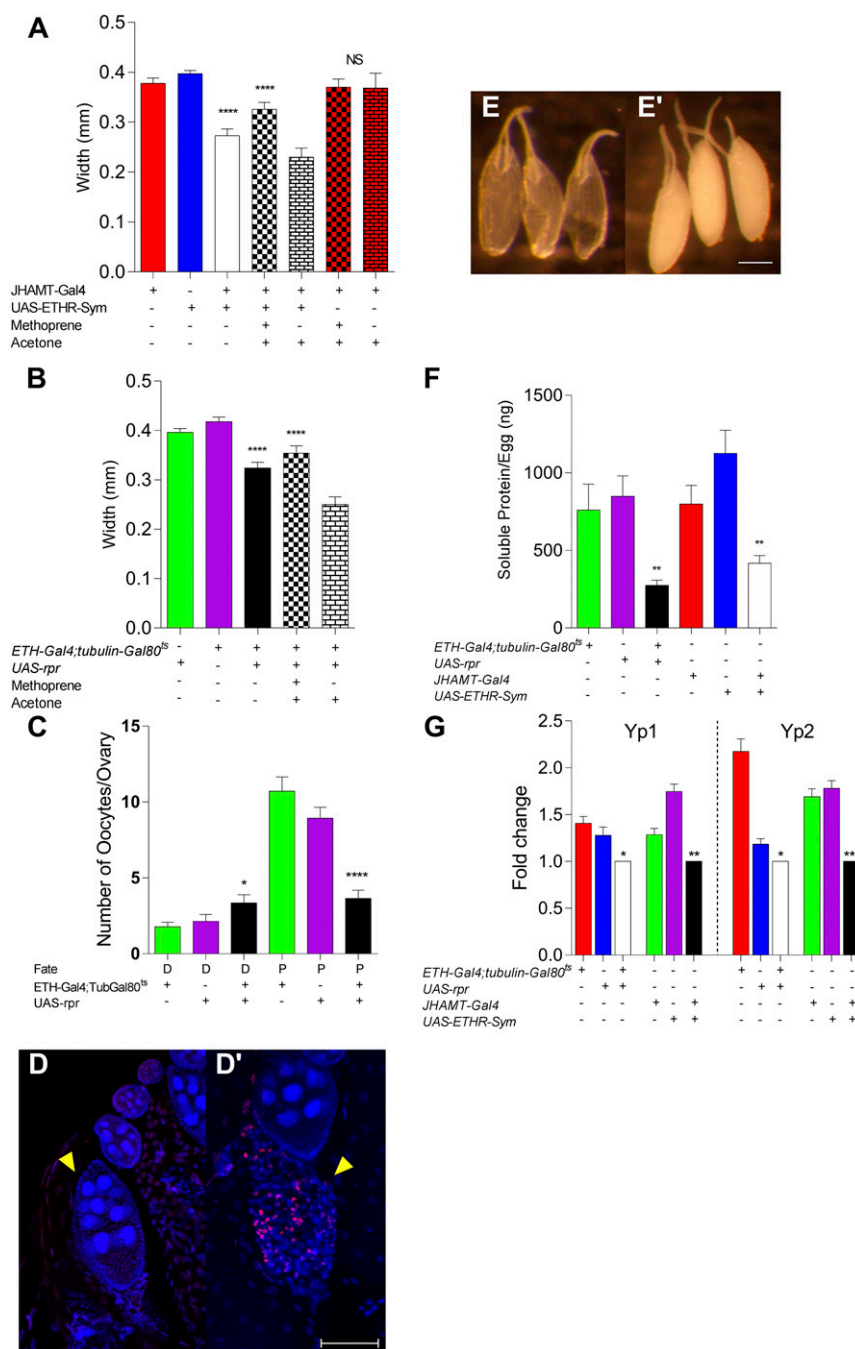 A
0.4
0.3
0.2
0.1
0.0
Width (mm)
****
****
NS
JHAMT-Gal4 + - + + + + +
UAS-ETHR-Sym - + + + + - -
Methoprene - - - + - + -
Acetone - - - + + + +
E
E'
B
0.5
0.4
0.3
0.2
0.1
0.0
Width (mm)
****
****
ETH-Gal4;tubulin-Gal80ts - + + + +
UAS-rpr + - + + +
Methoprene - - - + -
Acetone - - - + +
F
1500
1000
500
0
Soluble Protein/Egg (ng)
**
**
ETH-Gal4;tubulin-Gal80ts + - + - - -
UAS-rpr - + + - - -
JHAMT-Gal4 - - - + - +
UAS-ETHR-Sym - - - - + +
C
15
10
5
0
Number of Oocytes/Ovary
*
****
Fate D D D P P P
ETH-Gal4;TubGal80ts + - + + - +
UAS-rpr - + + - + +
G
Yp1
Yp2
2.5
2.0
1.5
1.0
0.5
0.0
Fold change
*
**
*
**
ETH-Gal4;tubulin-Gal80ts + - + - - - + - + - - -
UAS-rpr - + + - - - - + + - - -
JHAMT-Gal4 - - - + - + - - - + - +
UAS-ETHR-Sym - - - - + + - - - - + +
D
D'